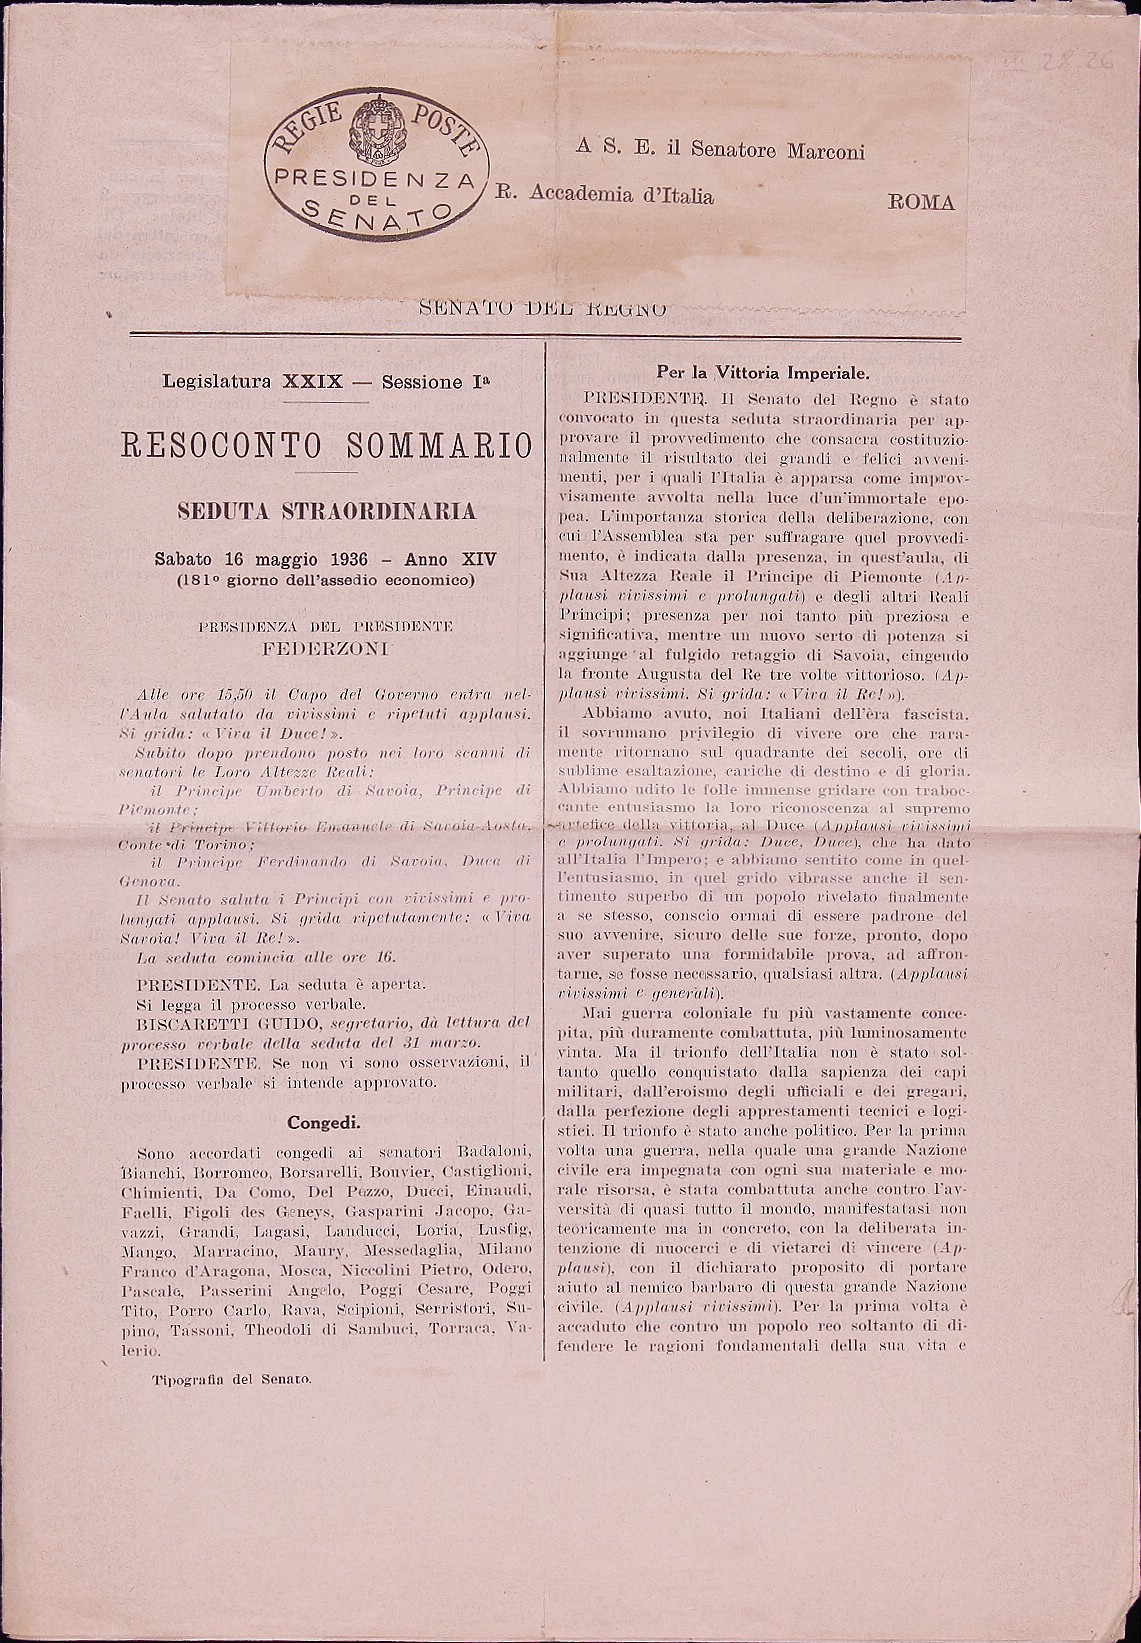 III 28.26
REGIE POSTE
PRESIDENZA
DEL
SENATO
A S. E. il Senatore Marconi
R. Accademia d'Italia
ROMA
SENATO DEL REGNO
Legislatura XXIX — Sessione Iª
RESOCONTO SOMMARIO
SEDUTA STRAORDINARIA
Sabato 16 maggio 1936 - Anno XIV
(181º giorno dell'assedio economico)
PRESIDENZA DEL PRESIDENTE
FEDERZONI
Alle ore 15,50 il Capo del Governo entra nel-
l'Aula salutato da vivissimi e ripetuti applausi.
Si grida: « Viva il Duce! ».
Subito dopo prendono posto nei loro scanni di
senatori le Loro Altezze Reali:
il Principe Umberto di Savoia, Principe di
Piemonte;
il Principe Vittorio Emanuele di Savoia-Aosta,
Conte di Torino;
il Principe Ferdinando di Savoia, Duca di
Genova.
Il Senato saluta i Principi con vivissimi e pro-
lungati applausi. Si grida ripetutamente: « Viva
Savoia! Viva il Re! ».
La seduta comincia alle ore 16.
PRESIDENTE. La seduta è aperta.
Si legga il processo verbale.
BISCARETTI GUIDO, segretario, dà lettura del
processo verbale della seduta del 31 marzo.
PRESIDENTE. Se non vi sono osservazioni, il
processo verbale si intende approvato.
Congedi.
Sono accordati congedi ai senatori Badaloni,
Bianchi, Borromeo, Borsarelli, Bouvier, Castiglioni,
Chimienti, Da Como, Del Pezzo, Ducci, Einaudi,
Faelli, Figoli des Geneys, Gasparini Jacopo, Ga-
vazzi, Grandi, Lagasi, Landucci, Loria, Lustig,
Mango, Marracino, Maury, Messedaglia, Milano
Franco d'Aragona, Mosca, Niccolini Pietro, Odero,
Pascale, Passerini Angelo, Poggi Cesare, Poggi
Tito, Porro Carlo, Rava, Scipioni, Serristori, Su-
pino, Tassoni, Theodoli di Sambuci, Torraca, Va-
lerio.
Tipografia del Senato.
Per la Vittoria Imperiale.
PRESIDENTE. Il Senato del Regno è stato
convocato in questa seduta straordinaria per ap-
provare il provvedimento che consacra costituzio-
nalmente il risultato dei grandi e felici avveni-
menti, per i quali l'Italia è apparsa come improv-
visamente avvolta nella luce d'un'immortale epo-
pea. L'importanza storica della deliberazione, con
cui l'Assemblea sta per suffragare quel provvedi-
mento, è indicata dalla presenza, in quest'aula, di
Sua Altezza Reale il Principe di Piemonte (Ap-
plausi vivissimi e prolungati) e degli altri Reali
Principi; presenza per noi tanto più preziosa e
significativa, mentre un nuovo serto di potenza si
aggiunge al fulgido retaggio di Savoia, cingendo
la fronte Augusta del Re tre volte vittorioso. (Ap-
plausi vivissimi. Si grida: « Viva il Re! »).
Abbiamo avuto, noi Italiani dell'èra fascista,
il sovrumano privilegio di vivere ore che rara-
mente ritornano sul quadrante dei secoli, ore di
sublime esaltazione, cariche di destino e di gloria.
Abbiamo udito le folle immense gridare con traboc-
cante entusiasmo la loro riconoscenza al supremo
artefice della vittoria, al Duce (Applausi vivissimi
e prolungati. Si grida: Duce, Duce), che ha dato
all'Italia l'Impero; e abbiamo sentito come in quel-
l'entusiasmo, in quel grido vibrasse anche il sen-
timento superbo di un popolo rivelato finalmente
a se stesso, conscio ormai di essere padrone del
suo avvenire, sicuro delle sue forze, pronto, dopo
aver superato una formidabile prova, ad affron-
tarne, se fosse necessario, qualsiasi altra. (Applausi
vivissimi e generali).
Mai guerra coloniale fu più vastamente conce-
pita, più duramente combattuta, più luminosamente
vinta. Ma il trionfo dell'Italia non è stato sol-
tanto quello conquistato dalla sapienza dei capi
militari, dall'eroismo degli ufficiali e dei gregari,
dalla perfezione degli apprestamenti tecnici e logi-
stici. Il trionfo è stato anche politico. Per la prima
volta una guerra, nella quale una grande Nazione
civile era impegnata con ogni sua materiale e mo-
rale risorsa, è stata combattuta anche contro l'av-
versità di quasi tutto il mondo, manifestatasi non
teoricamente ma in concreto, con la deliberata in-
tenzione di nuocerci e di vietarci di vincere (Ap-
plausi), con il dichiarato proposito di portare
aiuto al nemico barbaro di questa grande Nazione
civile. (Applausi vivissimi). Per la prima volta è
accaduto che contro un popolo reo soltanto di di-
fendere le ragioni fondamentali della sua vita e